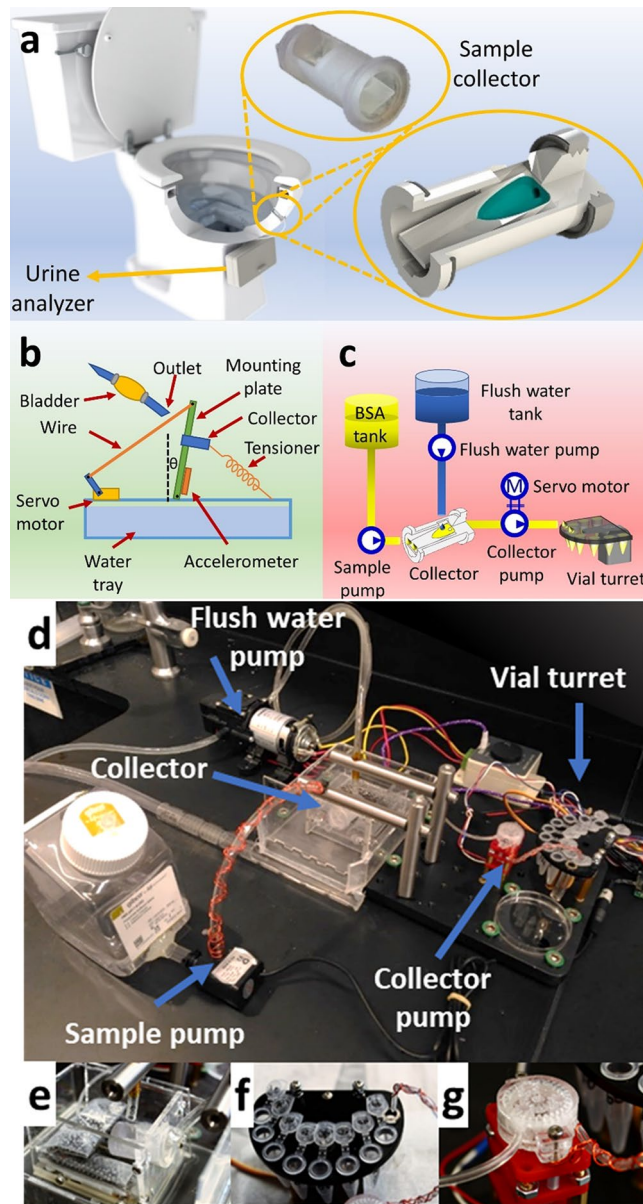 a
Sample
collector
Urine
analyzer
b
Outlet
Mounting
plate
Bladder
Collector
Wire
Tensioner
θ
Servo
motor
Water
tray
Accelerometer
c
BSA
tank
Flush water
tank
Flush water pump
M
Servo motor
Sample
pump
Collector
Collector
pump
Vial turret
d
Flush water
pump
Vial turret
Collector
Collector
pump
Sample pump
e
f
g